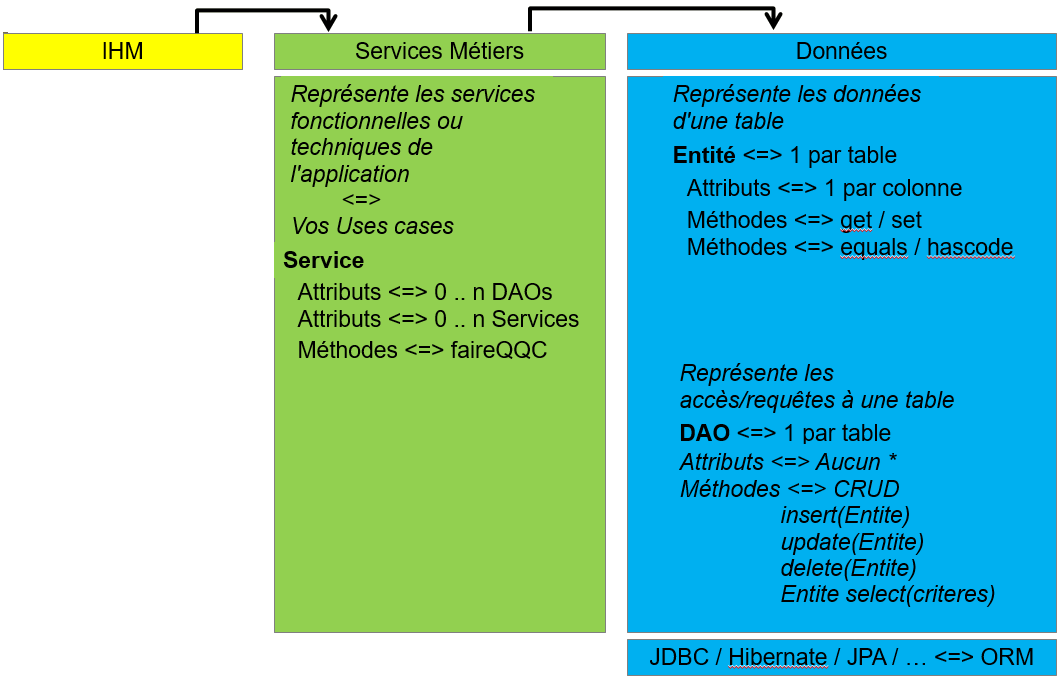 IHM
Services Métiers
Données
Représente les services
fonctionnelles ou
techniques de
l'application
<=>
Vos Uses cases
Service
Attributs <=> 0 .. n DAOs
Attributs <=> 0 .. n Services
Méthodes <=> faireQQC
Représente les données
d'une table
Entité <=> 1 par table
Attributs <=> 1 par colonne
Méthodes <=> get / set
Méthodes <=> equals / hascode
Représente les
accès/requêtes à une table
DAO <=> 1 par table
Attributs <=> Aucun *
Méthodes <=> CRUD
insert(Entite)
update(Entite)
delete(Entite)
Entite select(criteres)
JDBC / Hibernate / JPA / … <=> ORM